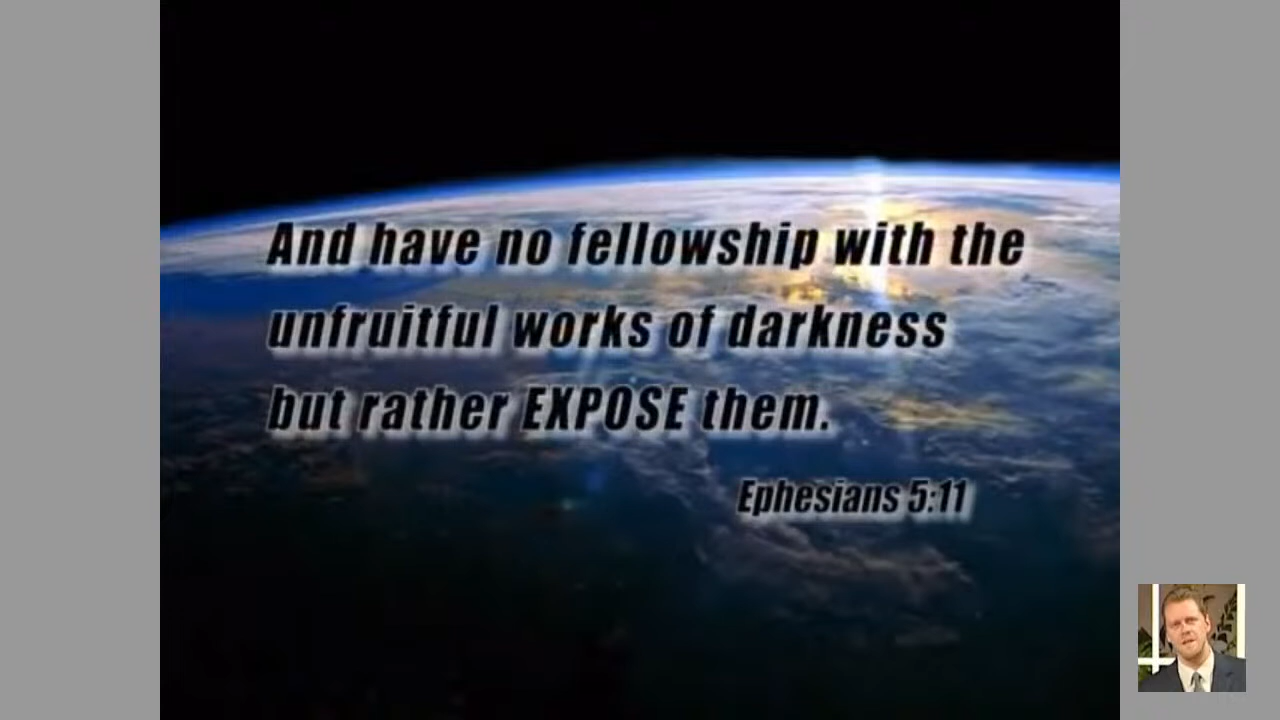 And have no fellowship with the
unfruitful works of darkness
but rather EXPOSE them.
Ephesians 5:11